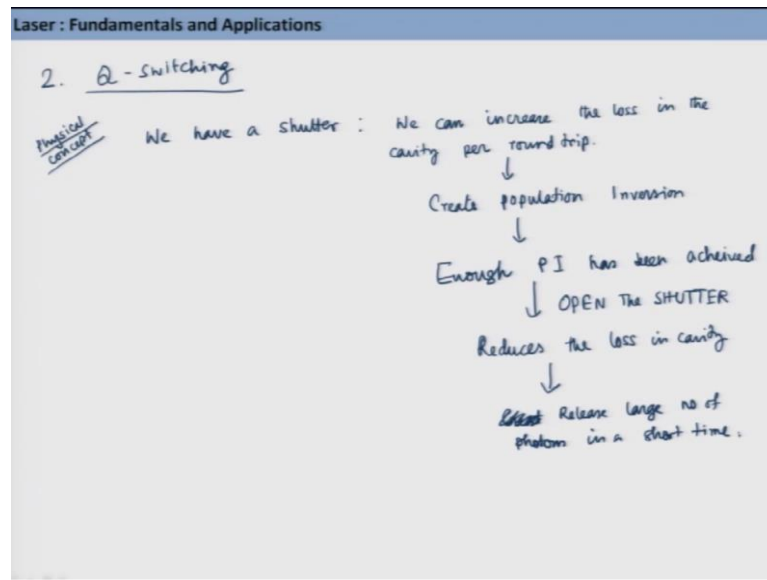 Laser : Fundamentals and Applications
2. Q - Switching
Physical
concept
We have a shutter : We can increase the loss in the
cavity per round trip.
↓
Create population Inversion
↓
Enough PI has been acheived
↓ OPEN The SHUTTER
Reduces the loss in cavity
↓
Release large no of
photons in a short time.